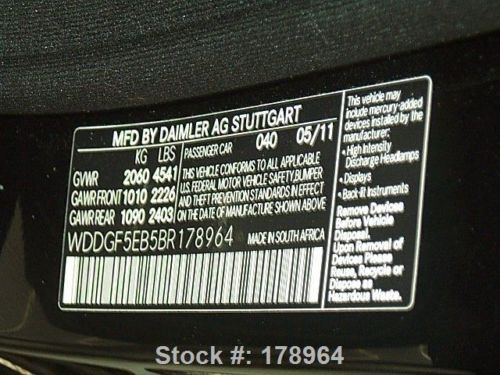 MFD BY DAIMLER AG STUTTGART
KG LBS PASSENGER CAR 040 05/11
GVWR 2060 4541
GAWR FRONT 1010 2226
GAWR REAR 1090 2403
THIS VEHICLE CONFORMS TO ALL APPLICABLE
U.S. FEDERAL MOTOR VEHICLE SAFETY, BUMPER
AND THEFT PREVENTION STANDARDS IN EFFECT
ON THE DATE OF MANUFACTURE SHOWN ABOVE.
WDDGF5EB5BR178964 MADE IN SOUTH AFRICA
This vehicle may
include mercury-added
devices installed by the
manufacturer:
• High Intensity
Discharge Headlamps
• Displays
• Back-lit Instruments
Remove Devices
Before Vehicle
Disposal.
Upon Removal of
Devices Please
Reuse, Recycle or
Dispose as
Hazardous Waste.
Stock #: 178964